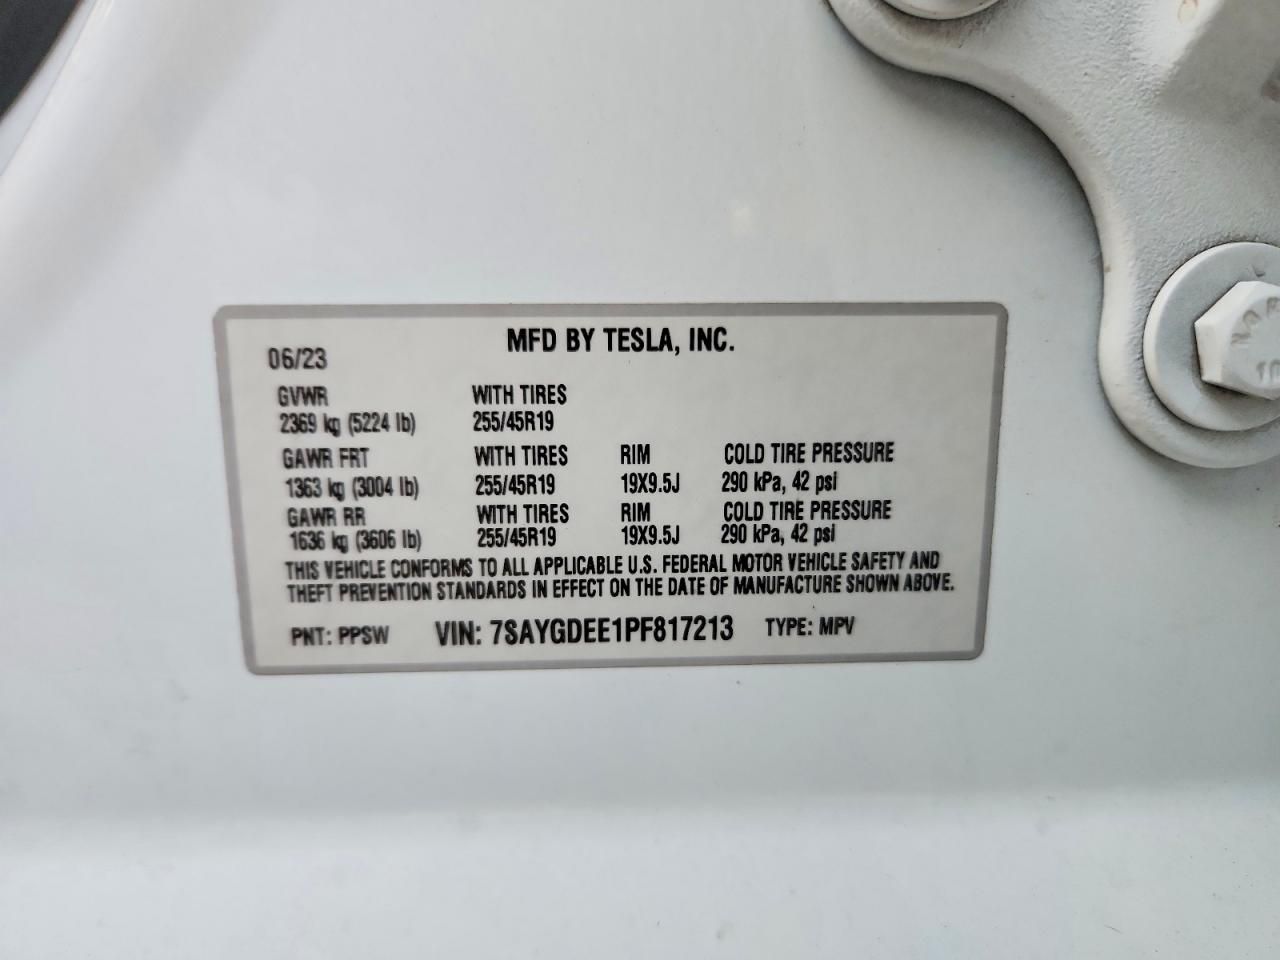 MFD BY TESLA, INC.
06/23
GVWR WITH TIRES
2369 kg (5224 lb) 255/45R19
GAWR FRT WITH TIRES RIM COLD TIRE PRESSURE
1363 kg (3004 lb) 255/45R19 19X9.5J 290 kPa, 42 psi
GAWR RR WITH TIRES RIM COLD TIRE PRESSURE
1636 kg (3606 lb) 255/45R19 19X9.5J 290 kPa, 42 psi
THIS VEHICLE CONFORMS TO ALL APPLICABLE U.S. FEDERAL MOTOR VEHICLE SAFETY AND
THEFT PREVENTION STANDARDS IN EFFECT ON THE DATE OF MANUFACTURE SHOWN ABOVE.
PNT: PPSW VIN: 7SAYGDEE1PF817213 TYPE: MPV